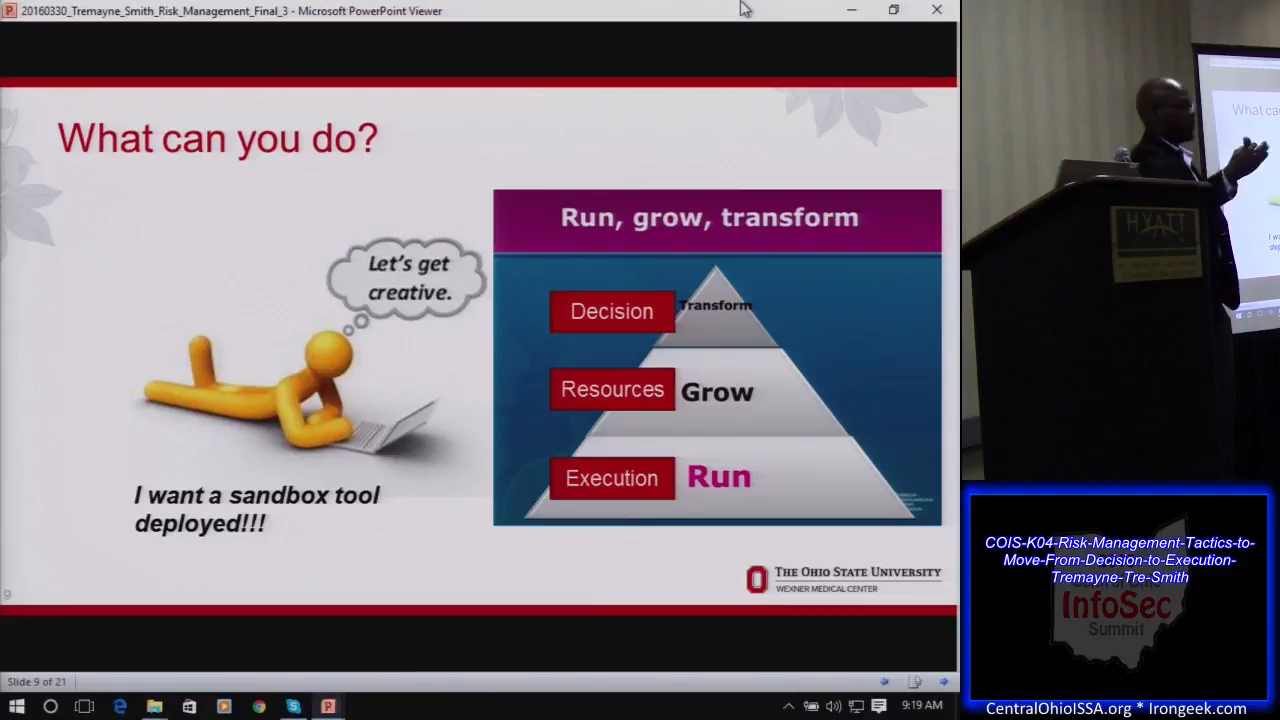 20160330_Tremayne_Smith_Risk_Management_Final_3 - Microsoft PowerPoint Viewer
What can you do?
Let's get
creative.
I want a sandbox tool
deployed!!!
Run, grow, transform
Decision
Transform
Resources
Grow
Execution
Run
THE OHIO STATE UNIVERSITY
WEXNER MEDICAL CENTER
9
Slide 9 of 21
9:19 AM
What ca
HYATT
COIS-K04-Risk-Management-Tactics-to-
Move-From-Decision-to-Execution-
Tremayne-Tre-Smith
InfoSec
Summit
CentralOhioISSA.org * Irongeek.com